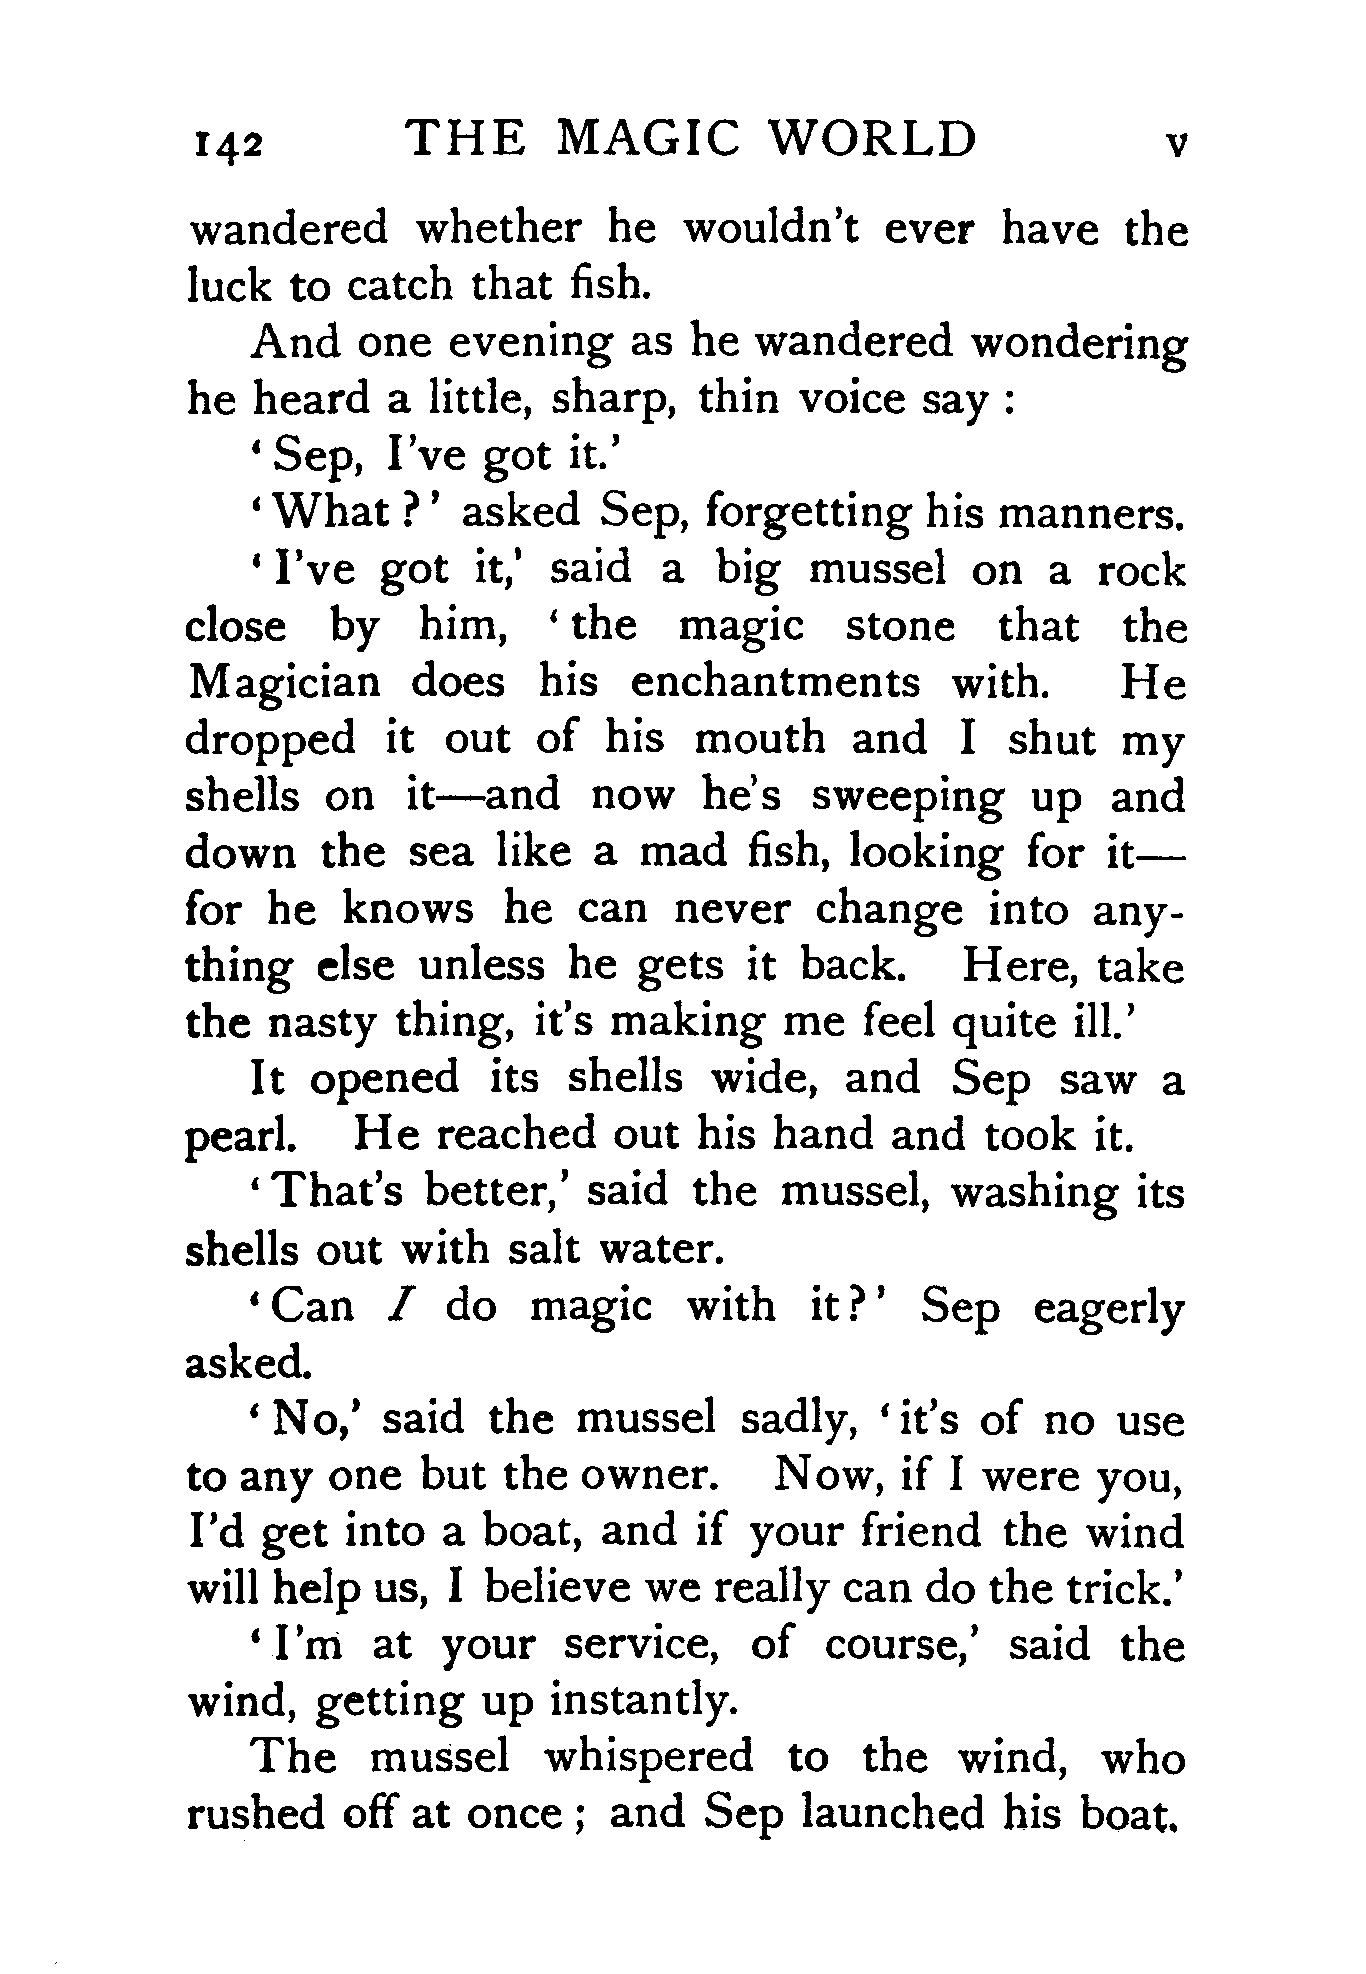 142 THE MAGIC WORLD v
wandered whether he wouldn't ever have the
luck to catch that fish.
And one evening as he wandered wondering
he heard a little, sharp, thin voice say :
‘ Sep, I've got it.’
‘ What ? ’ asked Sep, forgetting his manners.
‘ I've got it,’ said a big mussel on a rock
close by him, ‘ the magic stone that the
Magician does his enchantments with. He
dropped it out of his mouth and I shut my
shells on it—and now he's sweeping up and
down the sea like a mad fish, looking for it—
for he knows he can never change into any-
thing else unless he gets it back. Here, take
the nasty thing, it's making me feel quite ill.’
It opened its shells wide, and Sep saw a
pearl. He reached out his hand and took it.
‘ That's better,’ said the mussel, washing its
shells out with salt water.
‘ Can I do magic with it ? ’ Sep eagerly
asked.
‘ No,’ said the mussel sadly, ‘ it's of no use
to any one but the owner. Now, if I were you,
I'd get into a boat, and if your friend the wind
will help us, I believe we really can do the trick.’
‘ I'm at your service, of course,’ said the
wind, getting up instantly.
The mussel whispered to the wind, who
rushed off at once ; and Sep launched his boat.